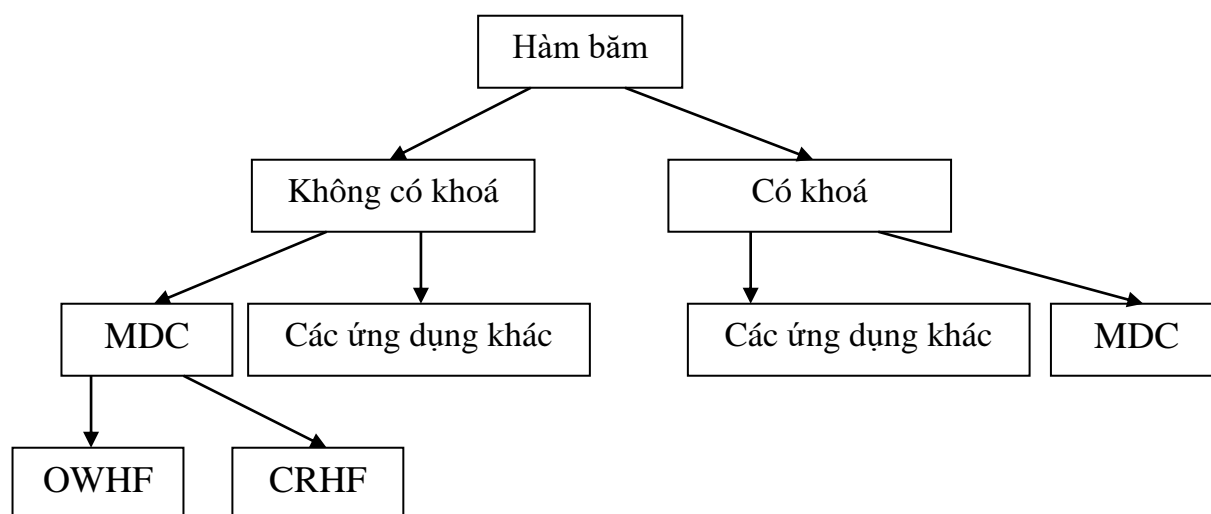 Hàm băm
Không có khoá
Có khoá
MDC
Các ứng dụng khác
Các ứng dụng khác
MDC
OWHF
CRHF